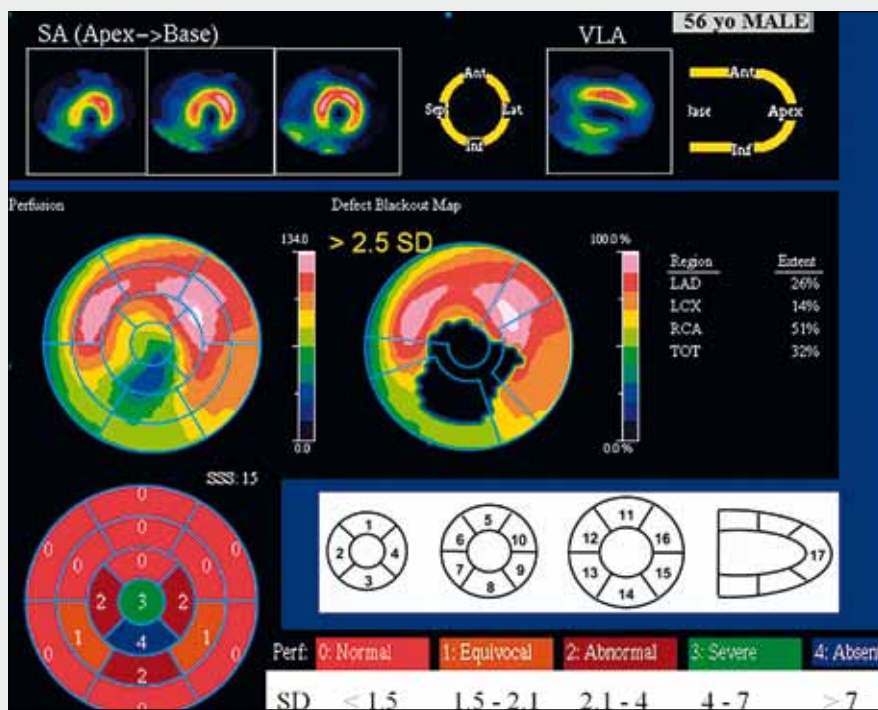 56 yo MALE
SA (Apex->Base)
VLA
Ant
Sep
Lat
Inf
Ant
Base
Apex
Inf
Perfusion
Defect Blackout Map
134.0
0.0
> 2.5 SD
100.0 %
0.0 %
Region Extent
LAD 26%
LCX 14%
RCA 51%
TOT 32%
SSS: 15
0
0
0 0
0 0 0
0 0
2 3 2
1 1
4
0 0
2
0
1
2 4
3
5
6 10
7 9
8
11
12 16
13 15
14
17
Perf: 0: Normal 1: Equivocal 2: Abnormal 3: Severe 4: Absen
SD < 1.5 1.5 - 2.1 2.1 - 4 4 - 7 > 7